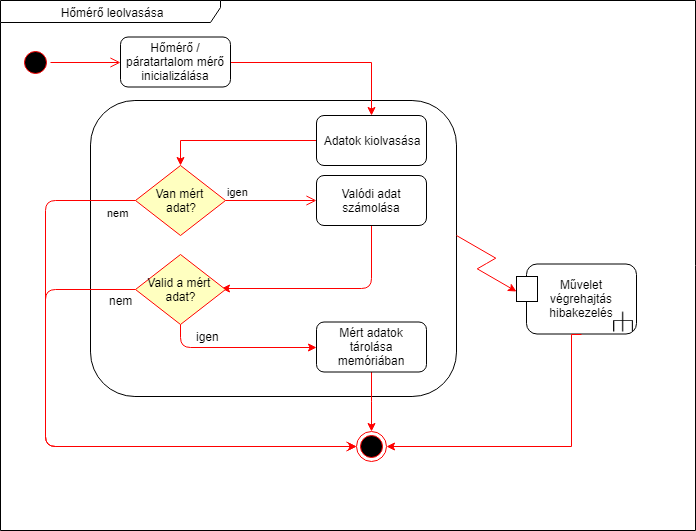 Hőmérő leolvasása
Hőmérő /
páratartalom mérő
inicializálása
Adatok kiolvasása
Van mért
adat?
igen
nem
Valódi adat
számolása
Valid a mért
adat?
nem
igen
Mért adatok
tárolása
memóriában
Művelet
végrehajtás
hibakezelés